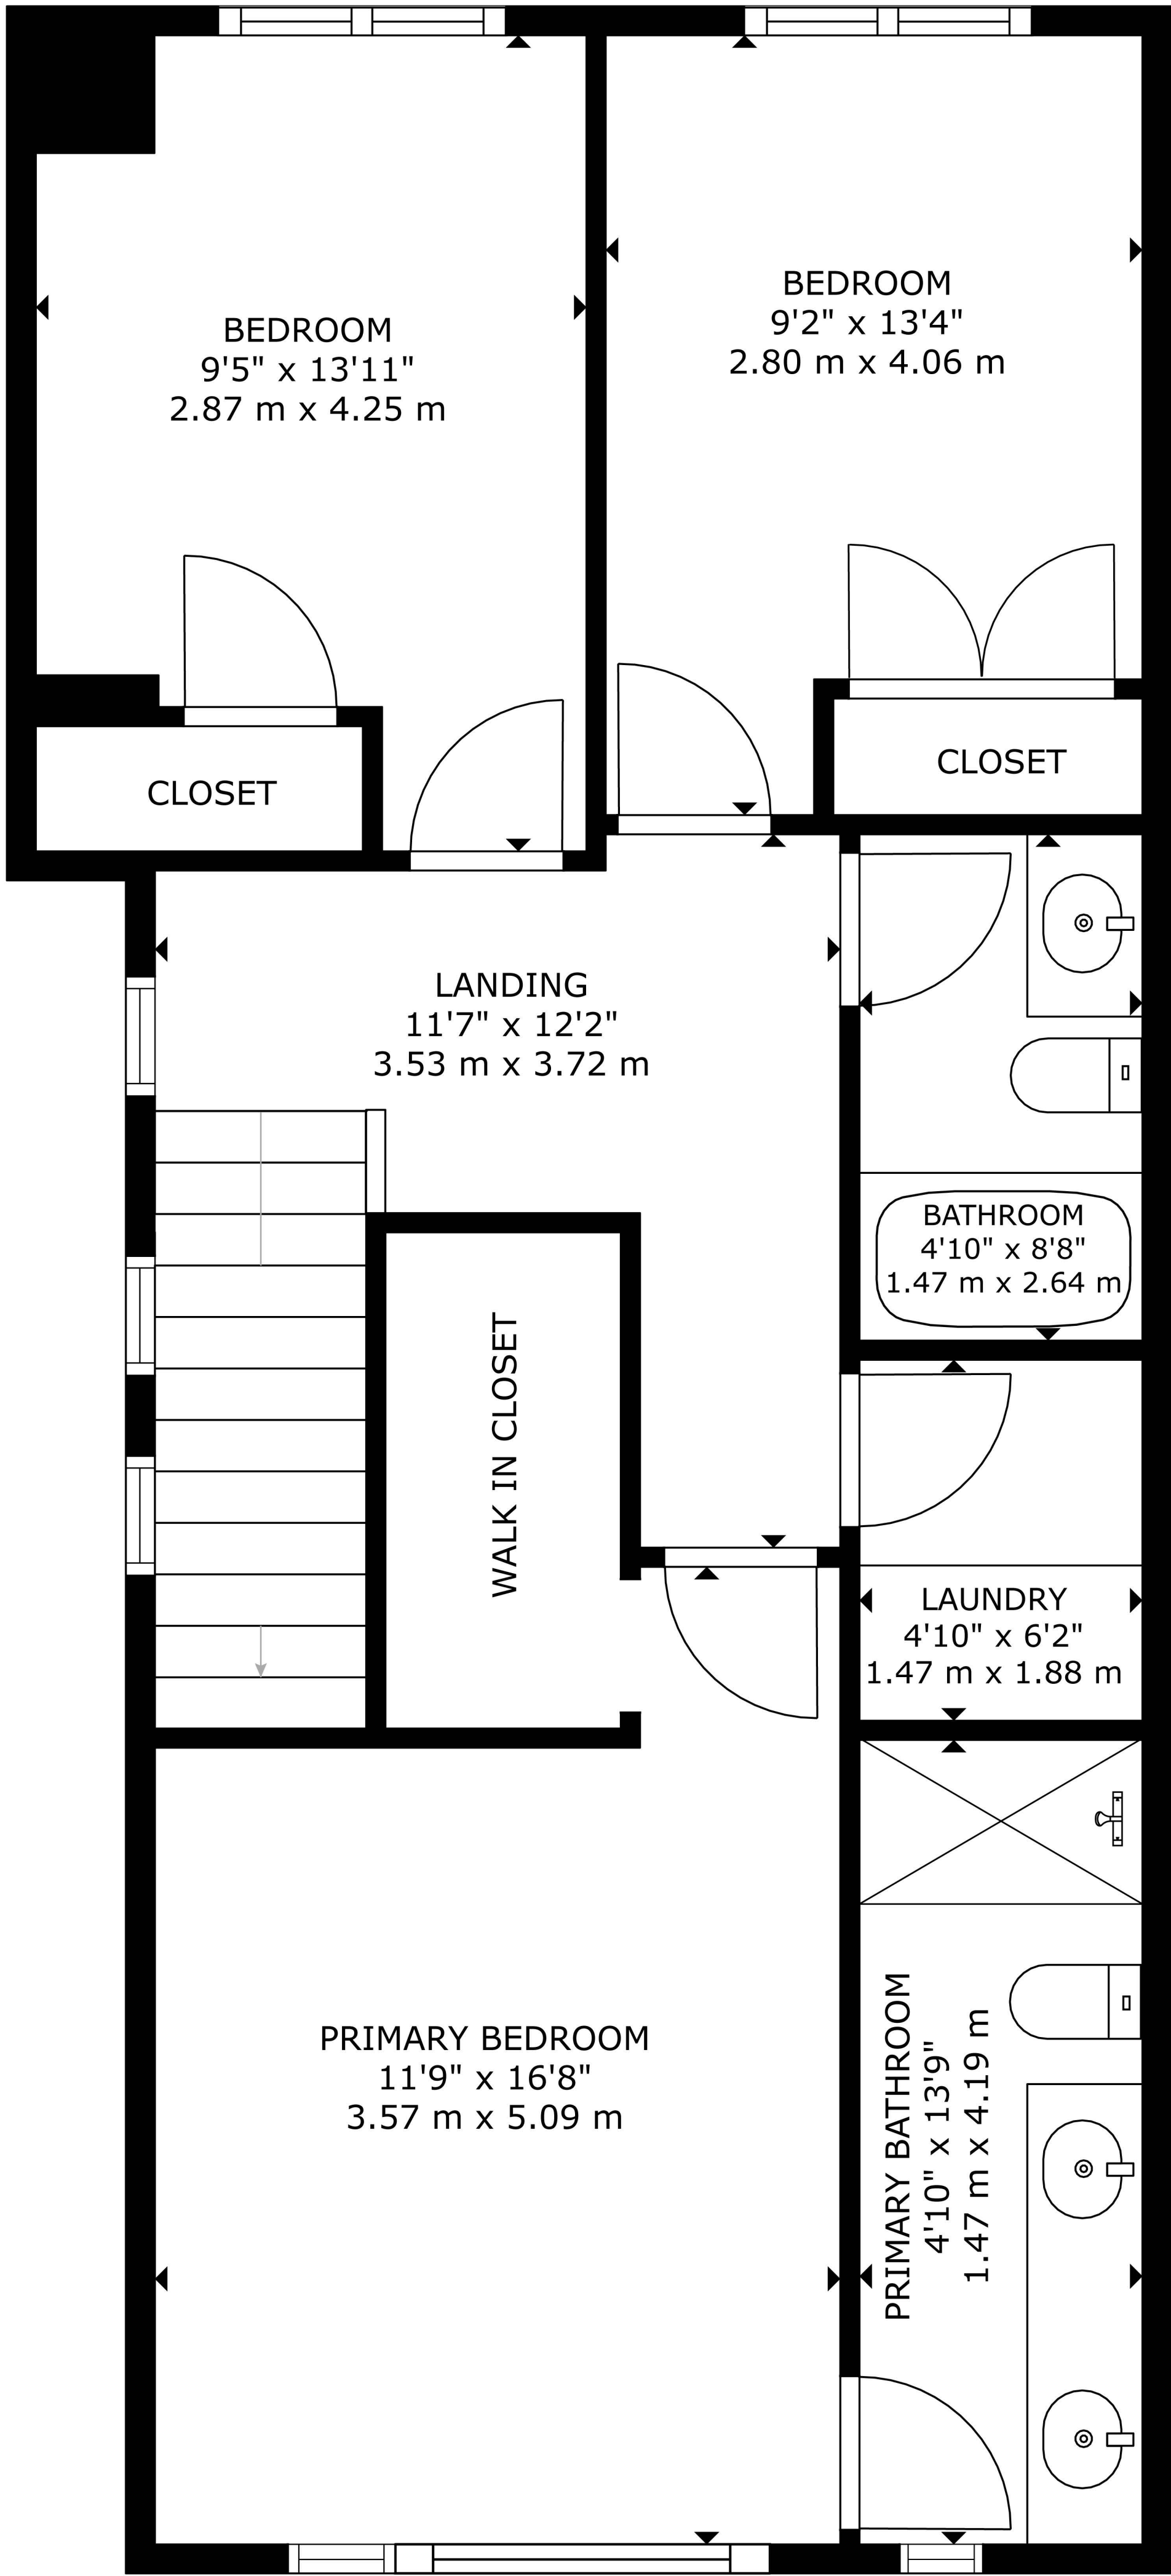 BEDROOM
9'5" x 13'11"
2.87 m x 4.25 m
BEDROOM
9'2" x 13'4"
2.80 m x 4.06 m
CLOSET
CLOSET
LANDING
11'7" x 12'2"
3.53 m x 3.72 m
BATHROOM
4'10" x 8'8"
1.47 m x 2.64 m
WALK IN CLOSET
LAUNDRY
4'10" x 6'2"
1.47 m x 1.88 m
PRIMARY BEDROOM
11'9" x 16'8"
3.57 m x 5.09 m
PRIMARY BATHROOM
4'10" x 13'9"
1.47 m x 4.19 m